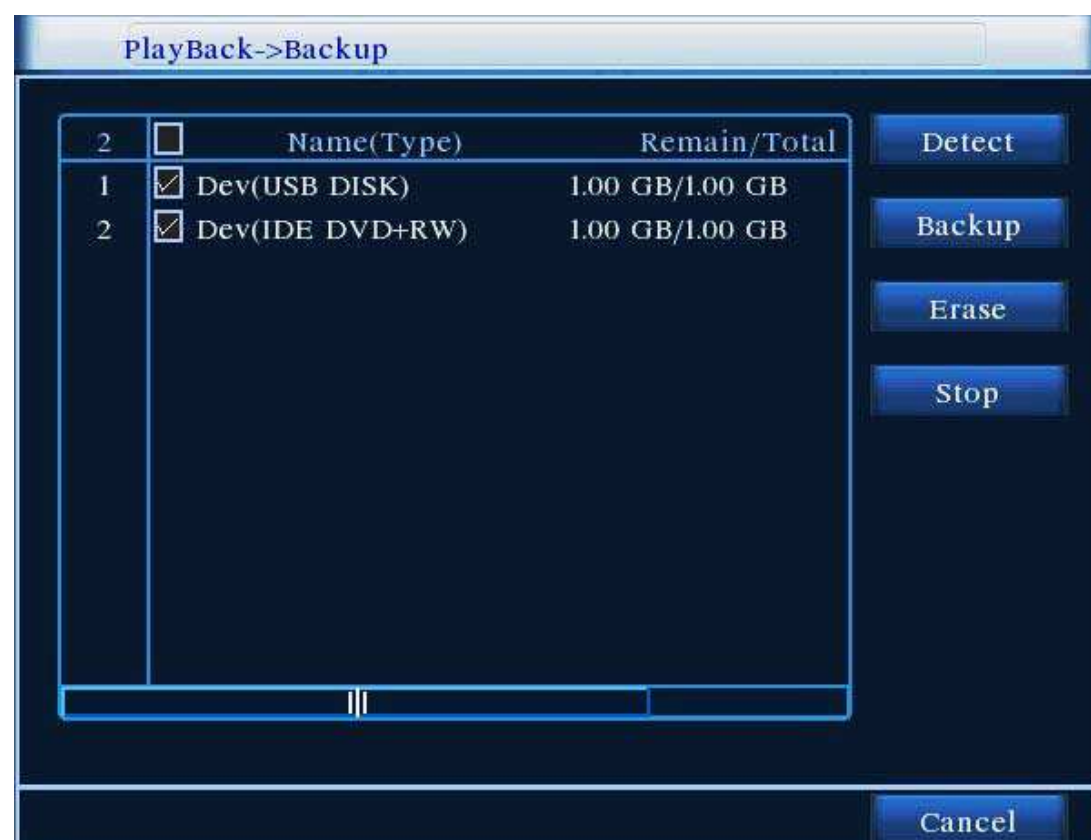 PlayBack->Backup
2 Name(Type) Remain/Total
1 Dev(USB DISK) 1.00 GB/1.00 GB
2 Dev(IDE DVD+RW) 1.00 GB/1.00 GB
Detect
Backup
Erase
Stop
Cancel